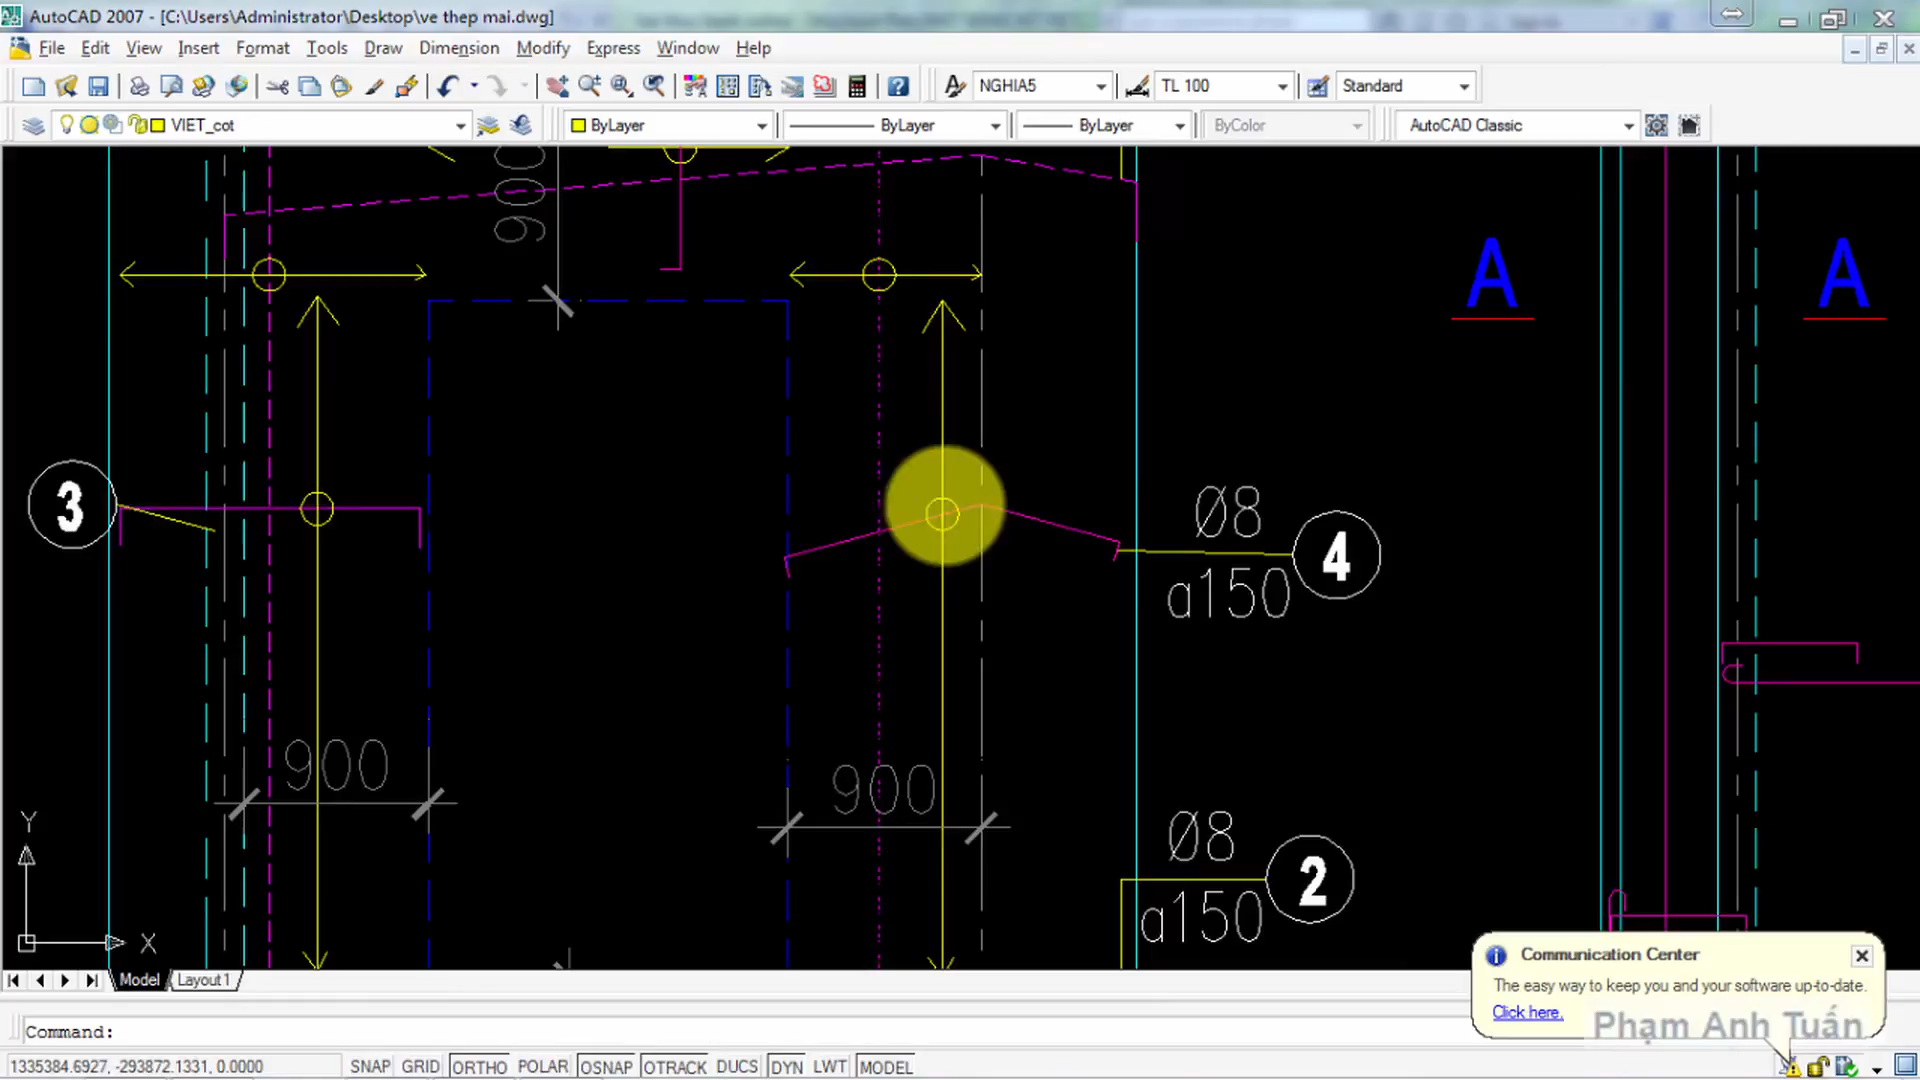 AutoCAD 2007 - [C:\Users\Administrator\Desktop\ve thep mai.dwg]
File Edit View Insert Format Tools Draw Dimension Modify Express Window Help
NGHIA5 TL 100 Standard
VIET_cot ByLayer ByLayer ByLayer ByColor AutoCAD Classic
900
A A
3
Ø8
4
a150
900
900
Ø8
2
a150
Y
X
Model Layout1
Communication Center
The easy way to keep you and your software up-to-date.
Click here.
Phạm Anh Tuấn
Command:
1335384.6927, -293872.1331, 0.0000 SNAP GRID ORTHO POLAR OSNAP OTRACK DUCS DYN LWT MODEL